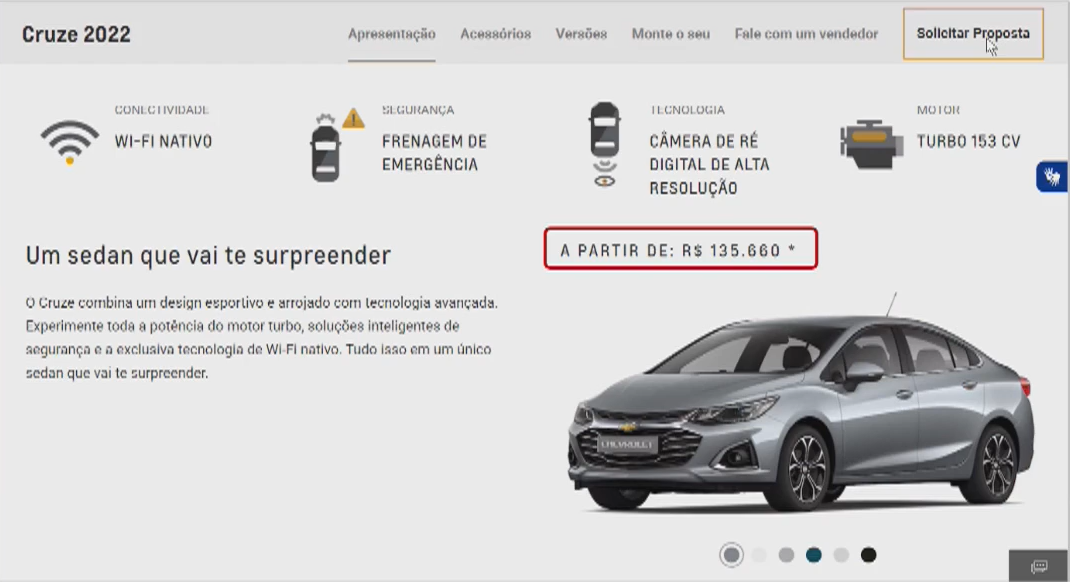 Cruze 2022
Apresentação Acessórios Versões Monte o seu Fale com um vendedor Solicitar Proposta
CONECTIVIDADE
WI-FI NATIVO
SEGURANÇA
FRENAGEM DE
EMERGÊNCIA
TECNOLOGIA
CÂMERA DE RÉ
DIGITAL DE ALTA
RESOLUÇÃO
MOTOR
TURBO 153 CV
Um sedan que vai te surpreender
O Cruze combina um design esportivo e arrojado com tecnologia avançada.
Experimente toda a potência do motor turbo, soluções inteligentes de
segurança e a exclusiva tecnologia de Wi-Fi nativo. Tudo isso em um único
sedan que vai te surpreender.
A PARTIR DE: R$ 135.660 *
CHEVROLET